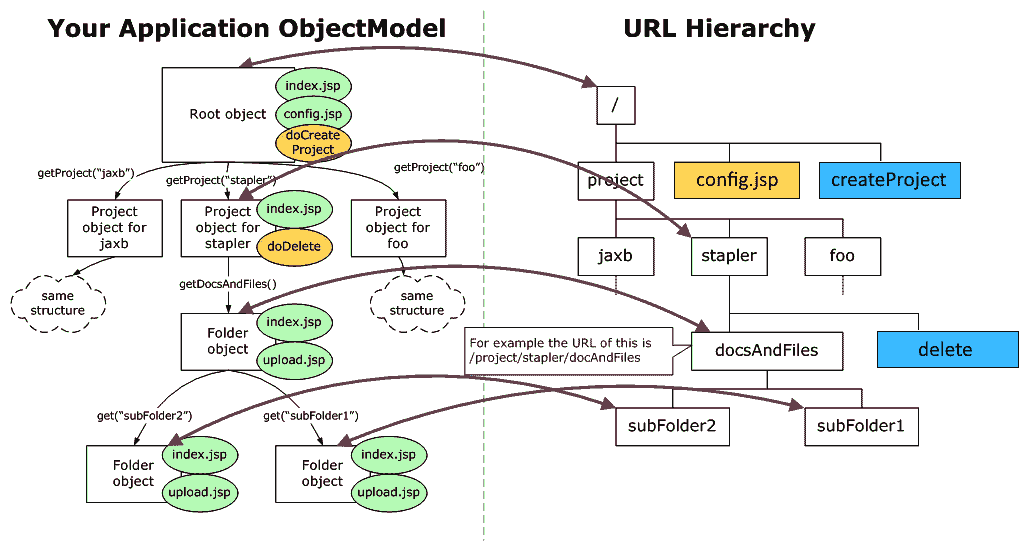 Your Application ObjectModel
URL Hierarchy
index.jsp
Root object
config.jsp
doCreate
Project
/
getProject("jaxb")
getProject("stapler")
getProject("foo")
project
config.jsp
createProject
Project
object for
jaxb
Project
object for
stapler
index.jsp
doDelete
Project
object for
foo
jaxb
stapler
foo
same
structure
getDocsAndFiles()
same
structure
Folder
object
index.jsp
upload.jsp
For example the URL of this is
/project/stapler/docAndFiles
docsAndFiles
delete
get("subFolder2")
get("subFolder1")
subFolder2
subFolder1
Folder
object
index.jsp
upload.jsp
Folder
object
index.jsp
upload.jsp